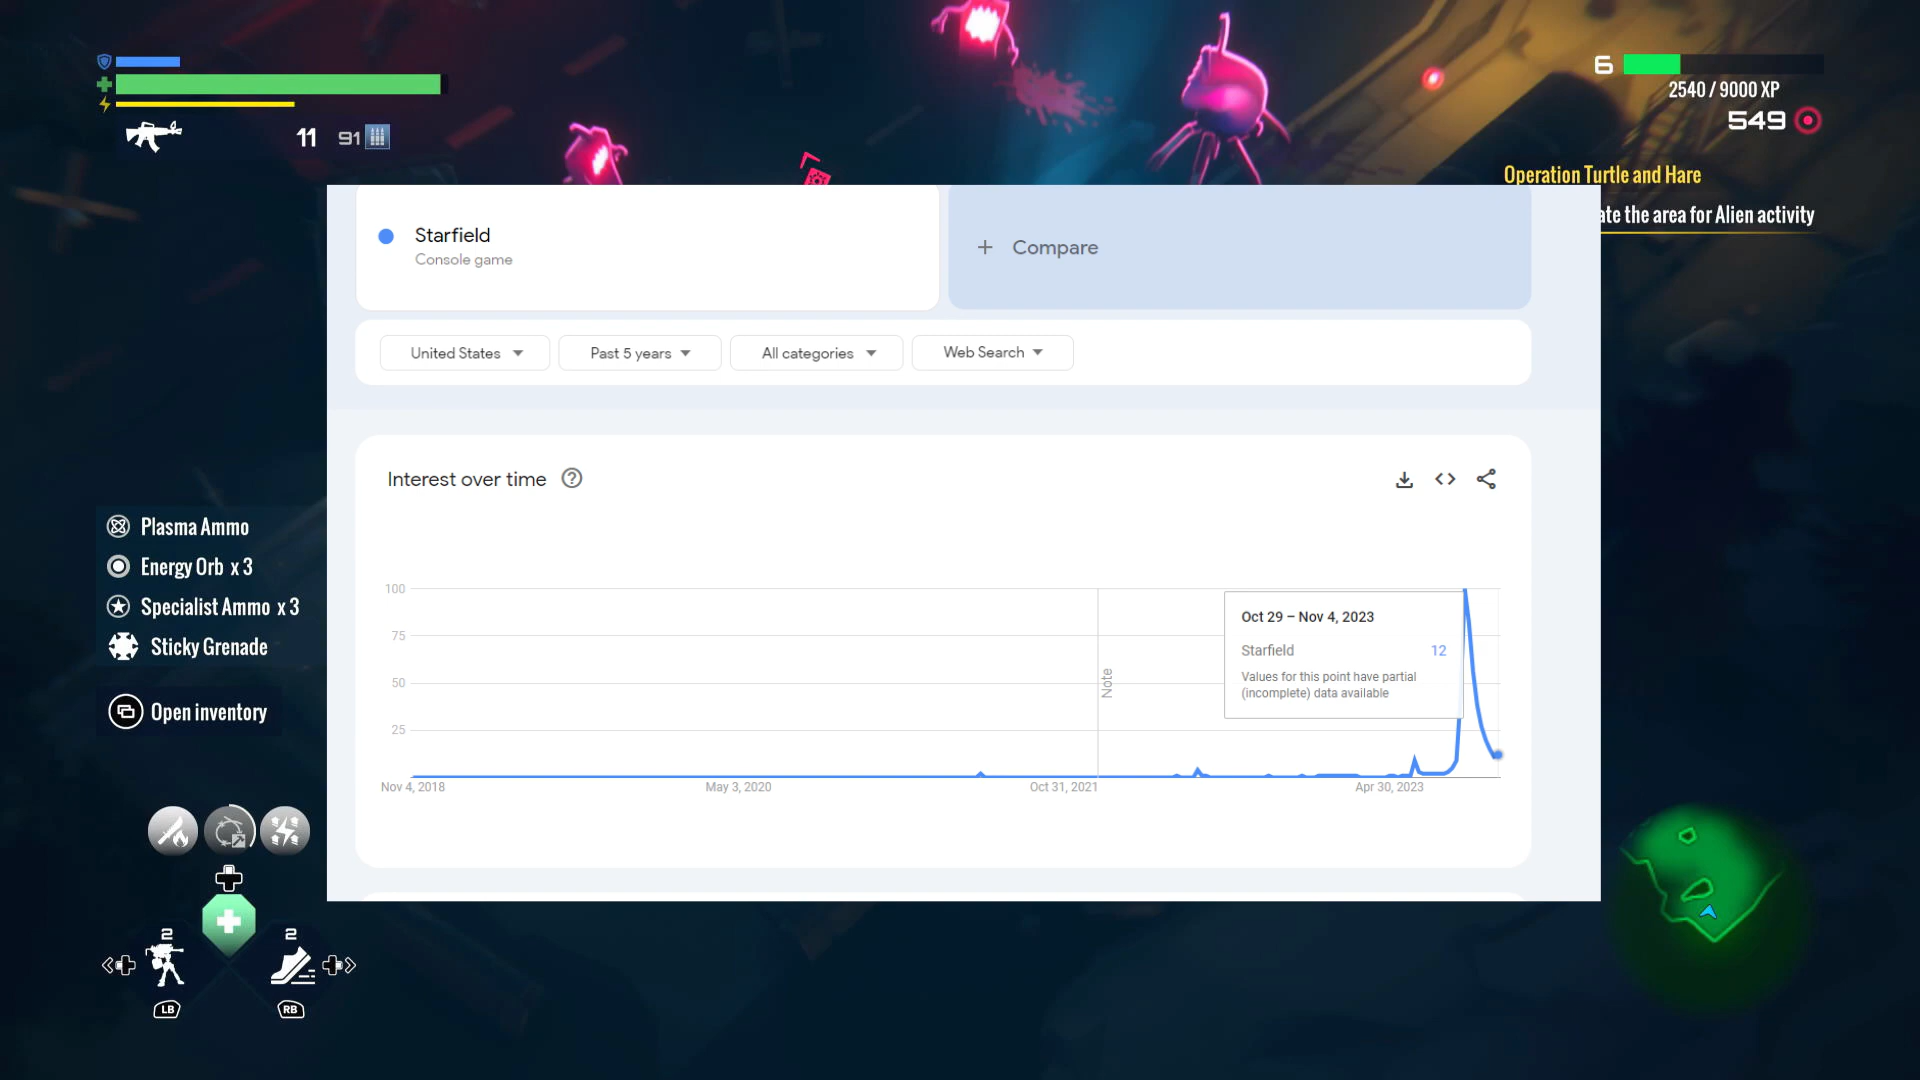 6
2540 / 9000 XP
549
11 91
Operation Turtle and Hare
ate the area for Alien activity
Starfield
Console game
+ Compare
United States
Past 5 years
All categories
Web Search
Interest over time ?
100
75
50
25
Note
Oct 29 – Nov 4, 2023
Starfield 12
Values for this point have partial
(incomplete) data available
Nov 4, 2018
May 3, 2020
Oct 31, 2021
Apr 30, 2023
Plasma Ammo
Energy Orb x 3
Specialist Ammo x 3
Sticky Grenade
Open inventory
2
2
LB
RB